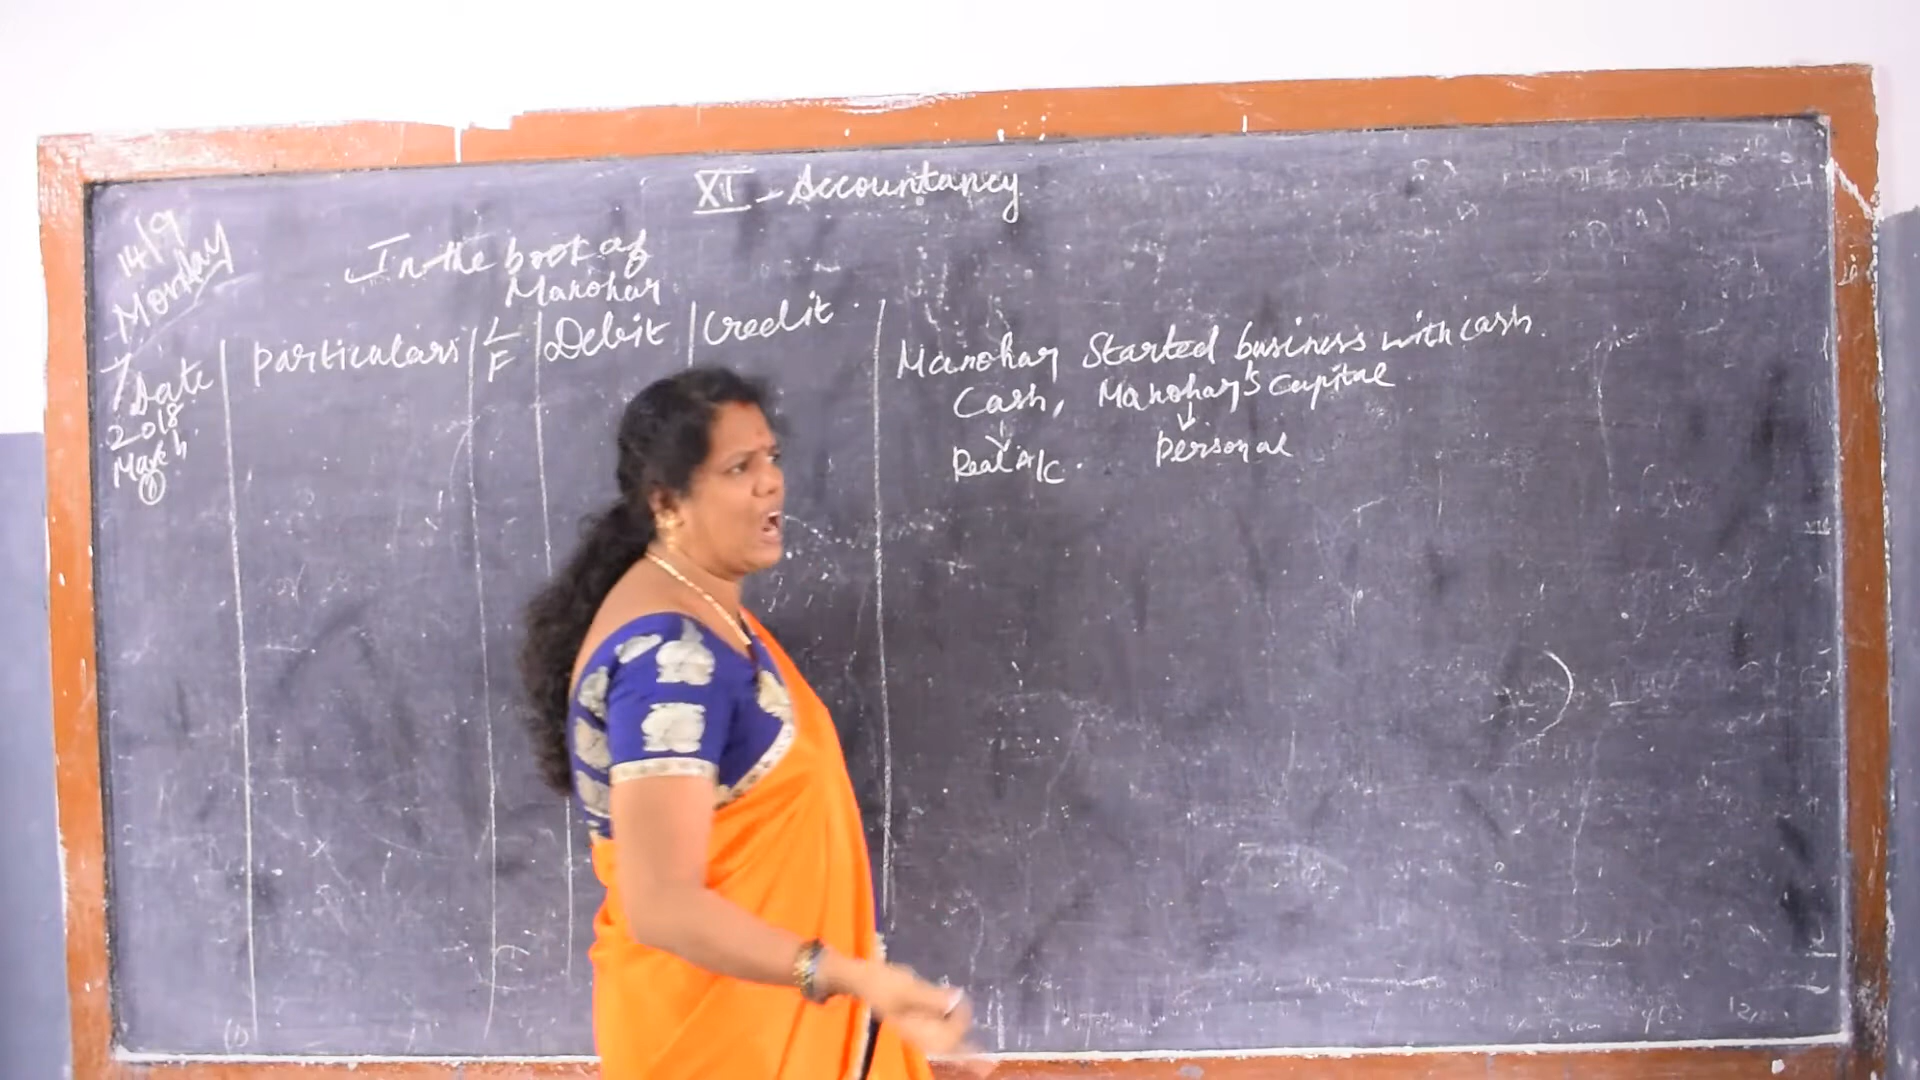 XI - Accountancy
14/9
Monday
In the book of
Manohar
Date | Particulars | L F | Debit | Credit
2018
March
1
Manohar Started business with cash.
Cash, Manohar's Capital
Real A/C. Personal